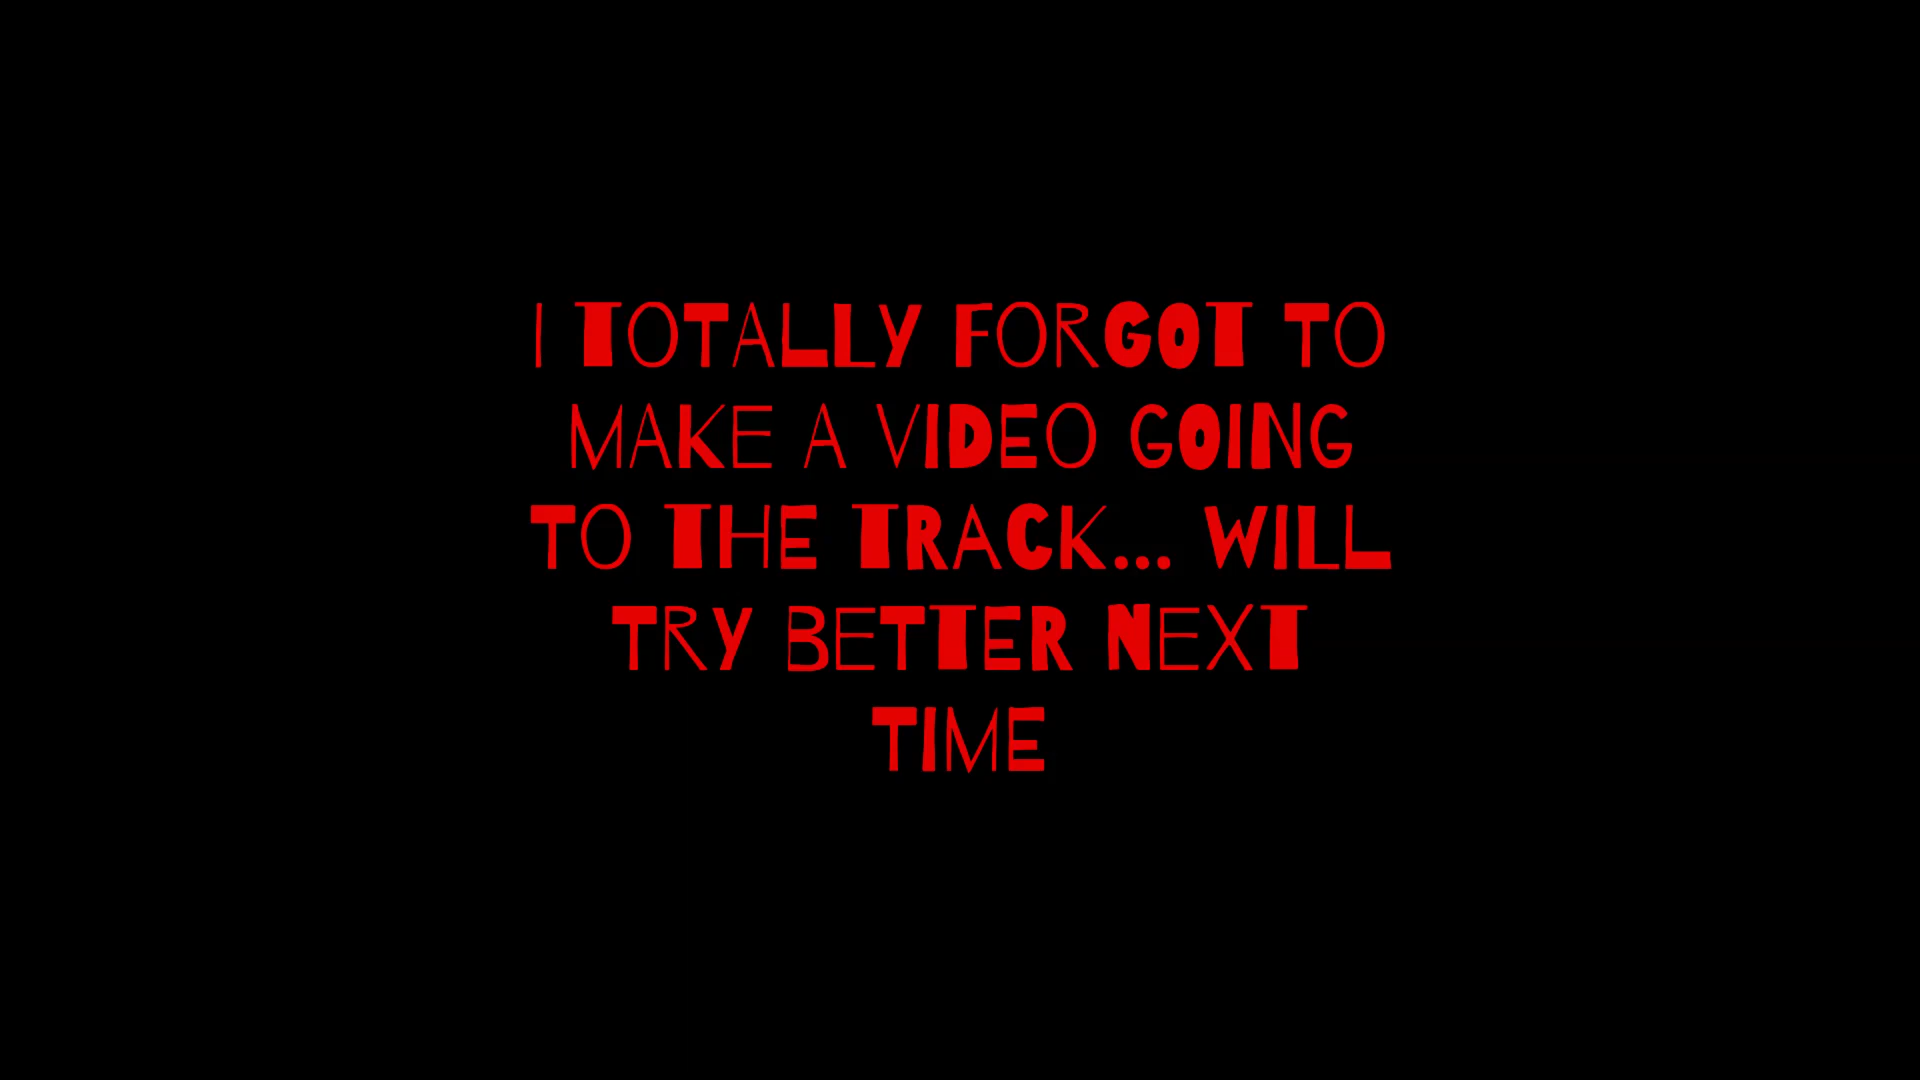 I TOTALLY FORGOT TO
MAKE A VIDEO GOING
TO THE TRACK... WILL
TRY BETTER NEXT
TIME